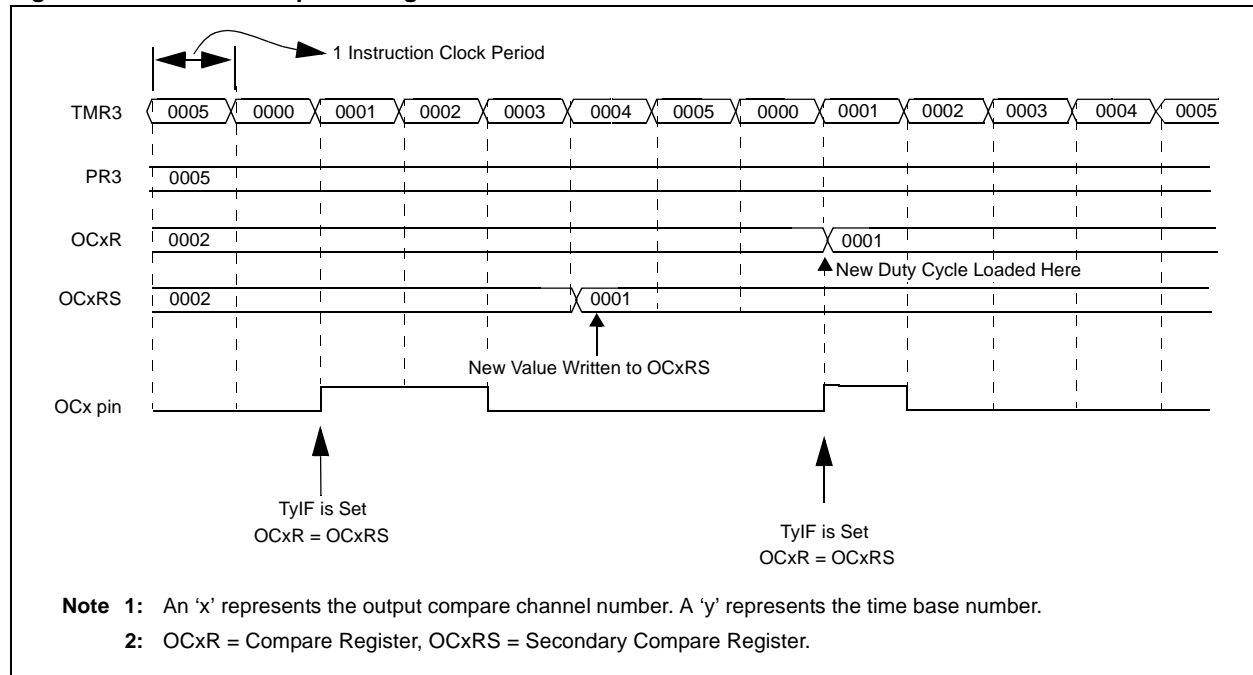 1 Instruction Clock Period
TMR3 0005 0000 0001 0002 0003 0004 0005 0000 0001 0002 0003 0004 0005
PR3 0005
OCxR 0002 0001
New Duty Cycle Loaded Here
OCxRS 0002 0001
New Value Written to OCxRS
OCx pin
TyIF is Set
OCxR = OCxRS
TyIF is Set
OCxR = OCxRS
Note 1: An ‘x’ represents the output compare channel number. A ‘y’ represents the time base number.
2: OCxR = Compare Register, OCxRS = Secondary Compare Register.